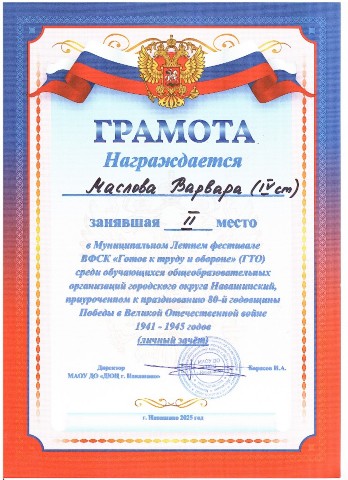 ГРАМОТА
Награждается
Маслова Варвара (IV ст)
занявшая II место
в Муниципальном Летнем фестивале
ВФСК «Готов к труду и обороне» (ГТО)
среди обучающихся общеобразовательных
организаций городского округа Навашинский,
приуроченном к празднованию 80-й годовщины
Победы в Великой Отечественной войне
1941 - 1945 годов
(личный зачёт)
Директор
МАОУ ДО «ДЮЦ г. Навашино»
г. Навашино 2025 год